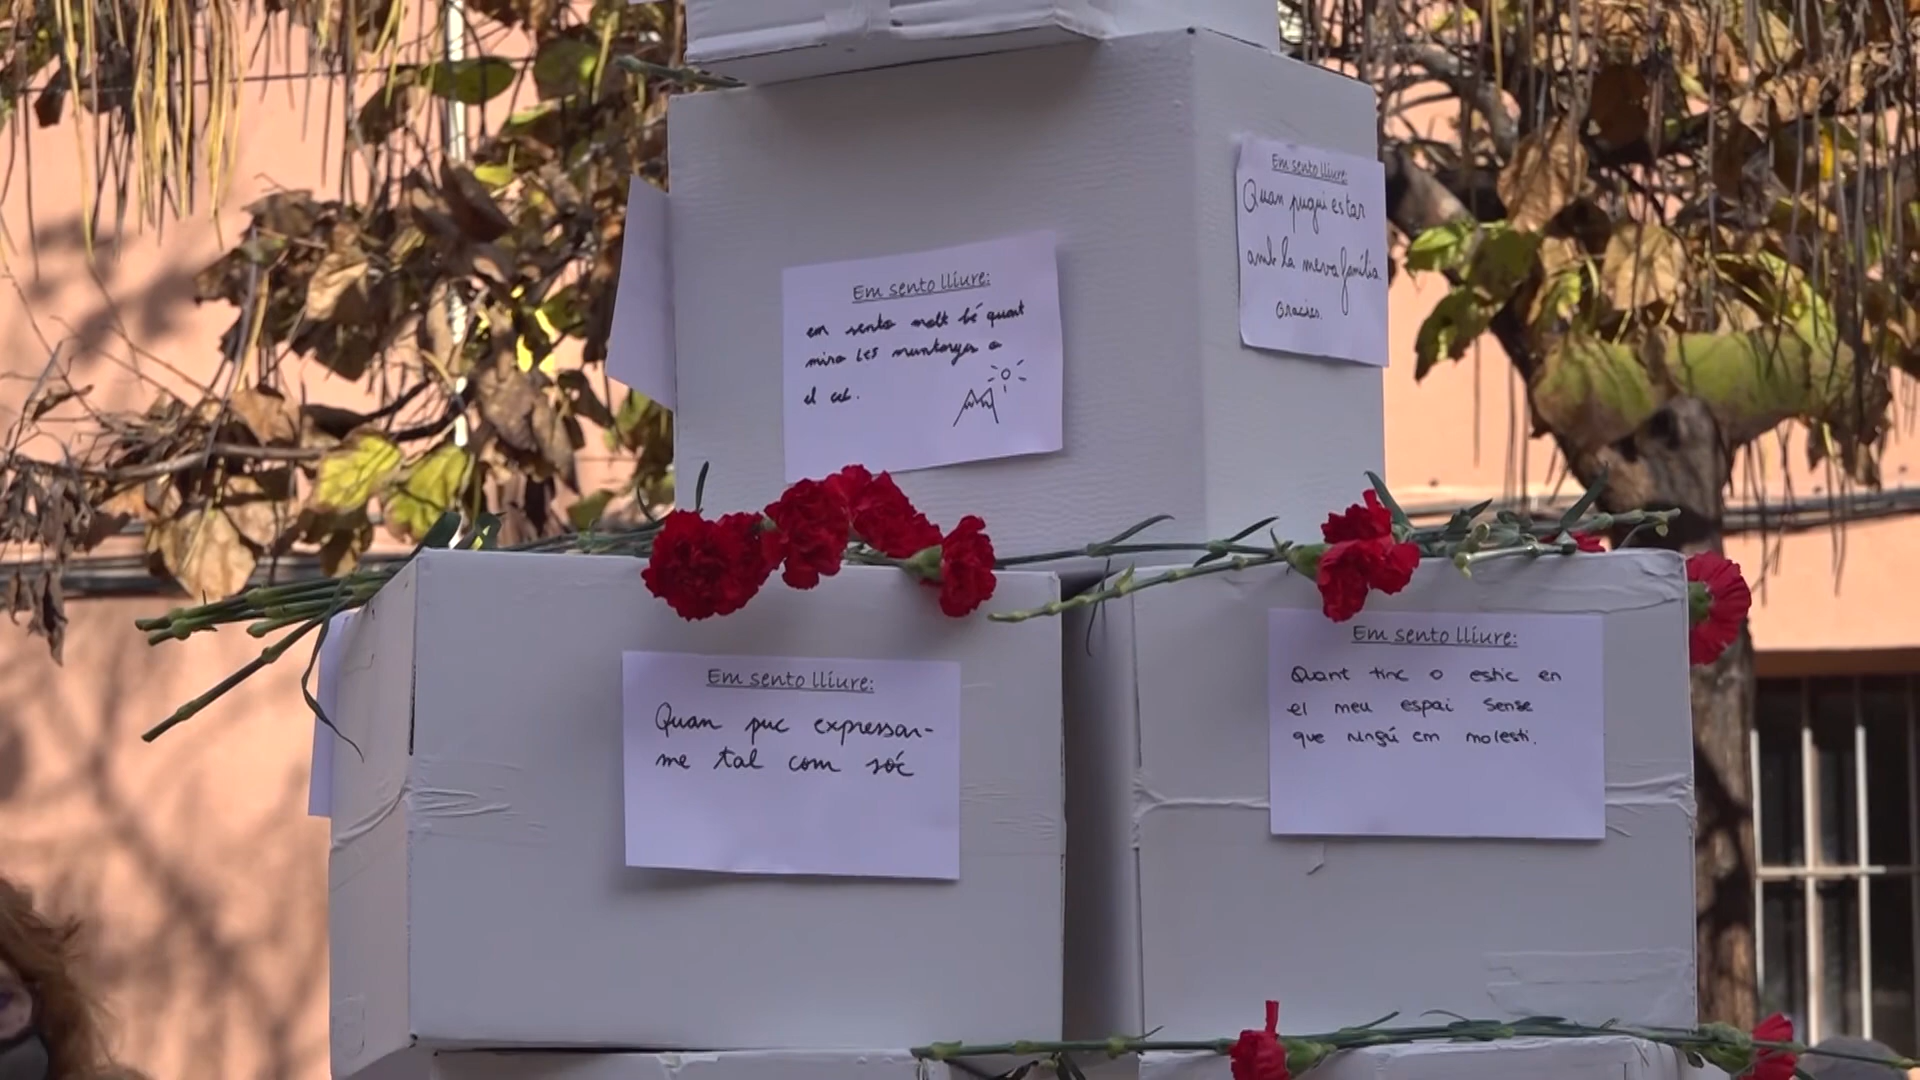 Em sento lliure:
Quan pugui estar
amb la meva família.
Gràcies.
Em sento lliure:
em sento molt bé quant
miro les muntanyes o
el cel.
Em sento lliure:
Quan puc expressar-
me tal com sóc
Em sento lliure:
Quant tinc o estic en
el meu espai sense
que ningú em molesti.